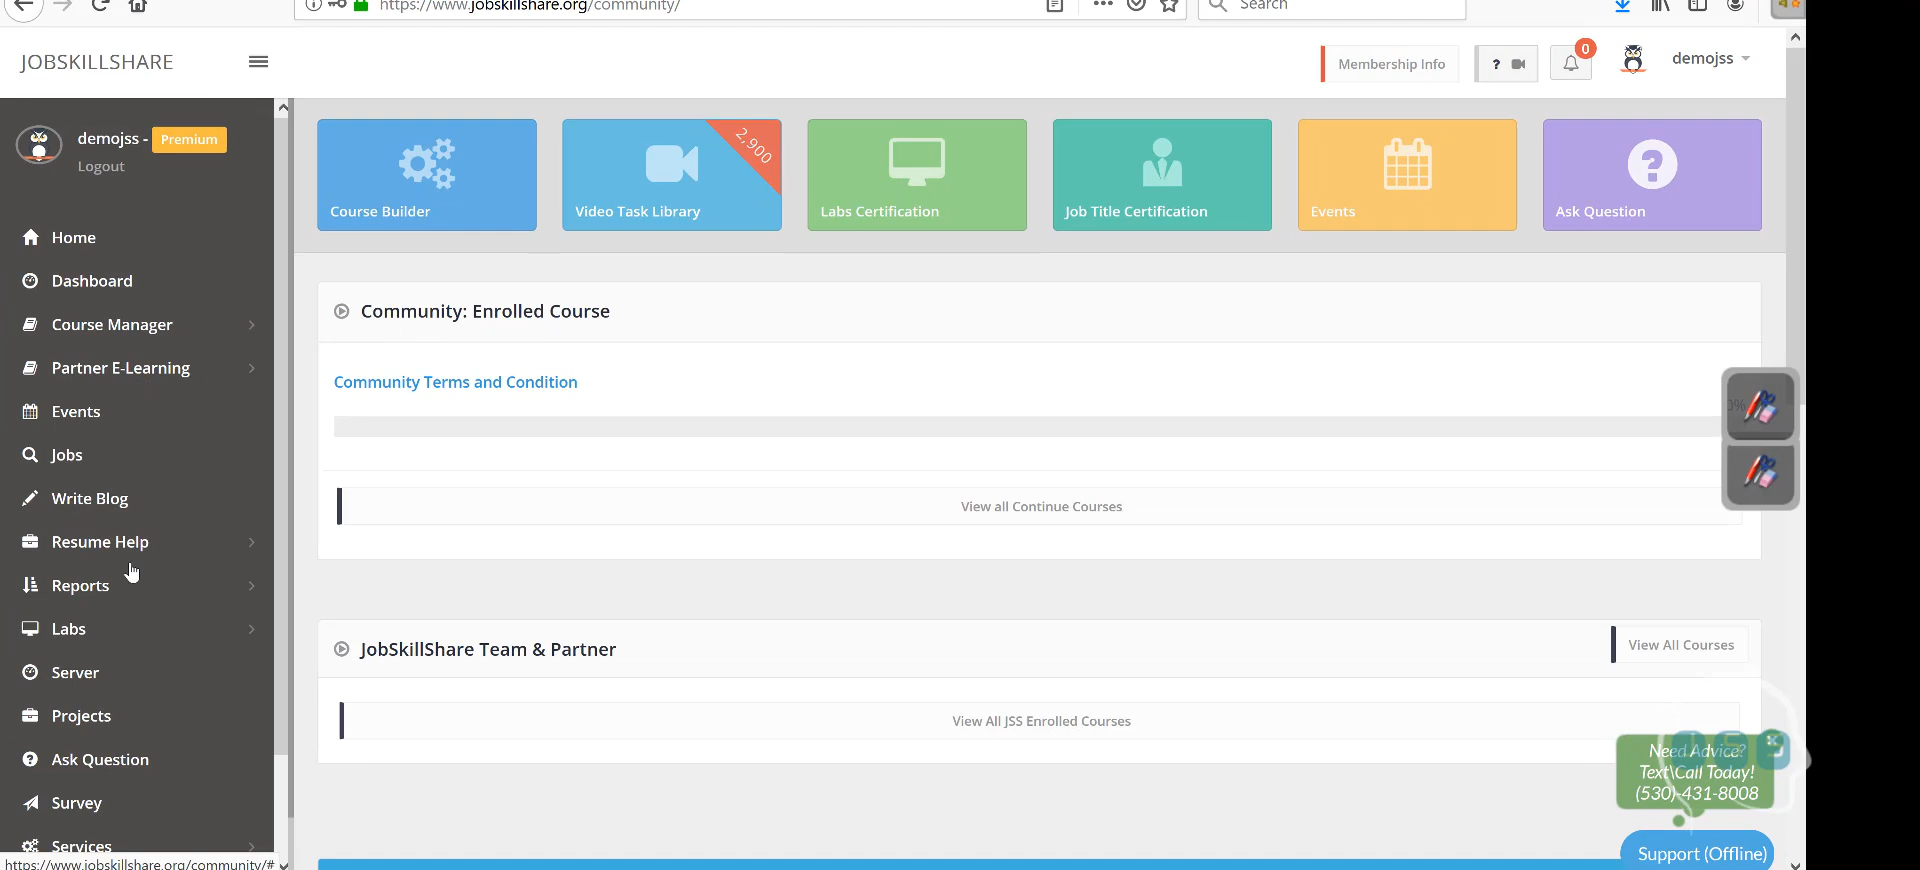 https://www.jobskillshare.org/community/
Search
JOBSKILLSHARE
Membership Info
?
0
demojss
demojss - Premium
Logout
Home
Dashboard
Course Manager
Partner E-Learning
Events
Jobs
Write Blog
Resume Help
Reports
Labs
Server
Projects
Ask Question
Survey
Services
https://www.jobskillshare.org/community/#
Course Builder
Video Task Library
2,900
Labs Certification
Job Title Certification
Events
?
Ask Question
Community: Enrolled Course
Community Terms and Condition
0%
View all Continue Courses
JobSkillShare Team & Partner
View All Courses
View All JSS Enrolled Courses
Need Advice?
Text\Call Today!
(530)-431-8008
Support (Offline)